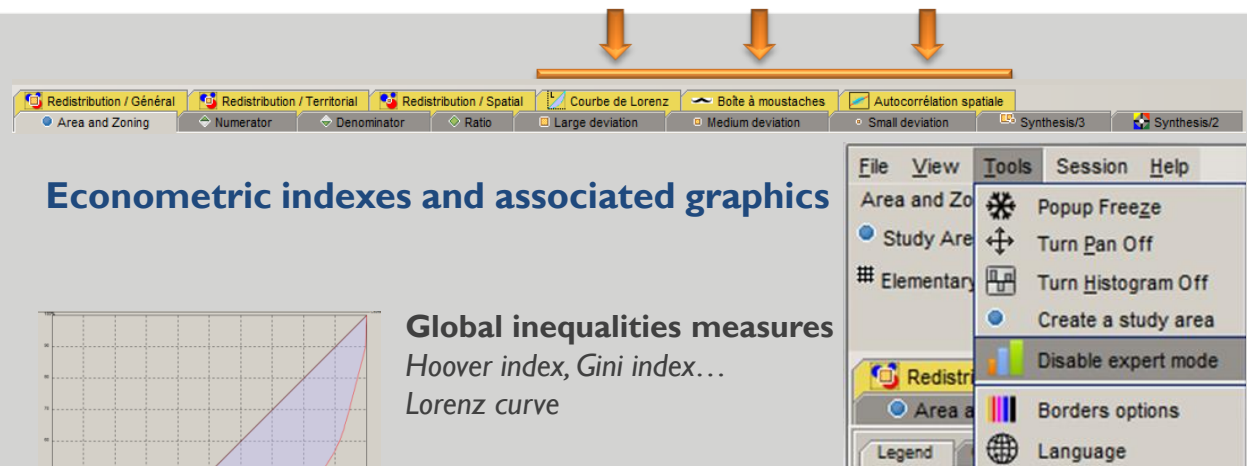 Redistribution / Général Redistribution / Territorial Redistribution / Spatial Courbe de Lorenz Boîte à moustaches Autocorrélation spatiale
Area and Zoning Numerator Denominator Ratio Large deviation Medium deviation Small deviation Synthesis/3 Synthesis/2
Econometric indexes and associated graphics
Global inequalities measures
Hoover index, Gini index…
Lorenz curve
File View Tools Session Help
Area and Zo
Study Are
Elementary
Popup Freeze
Turn Pan Off
Turn Histogram Off
Create a study area
Disable expert mode
Borders options
Language
Redistri
Area a
Legend